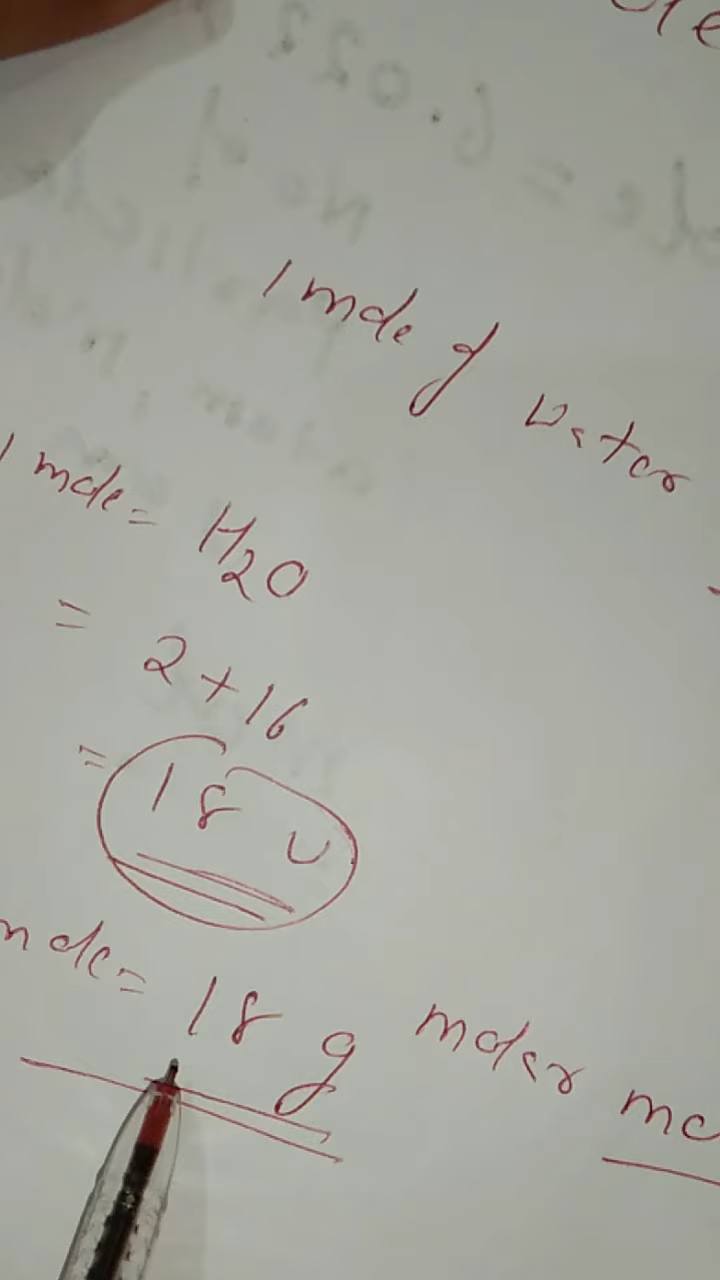 1 mole of water
1 mole = H2O
= 2 + 16
= 18 u
mole = 18 g molar